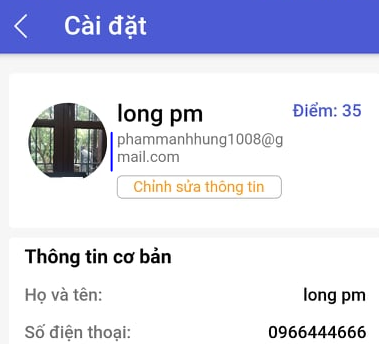 Cài đặt
long pm
Điểm: 35
phammanhhung1008@g
mail.com
Chỉnh sửa thông tin
Thông tin cơ bản
Họ và tên:
long pm
Số điện thoại:
0966444666